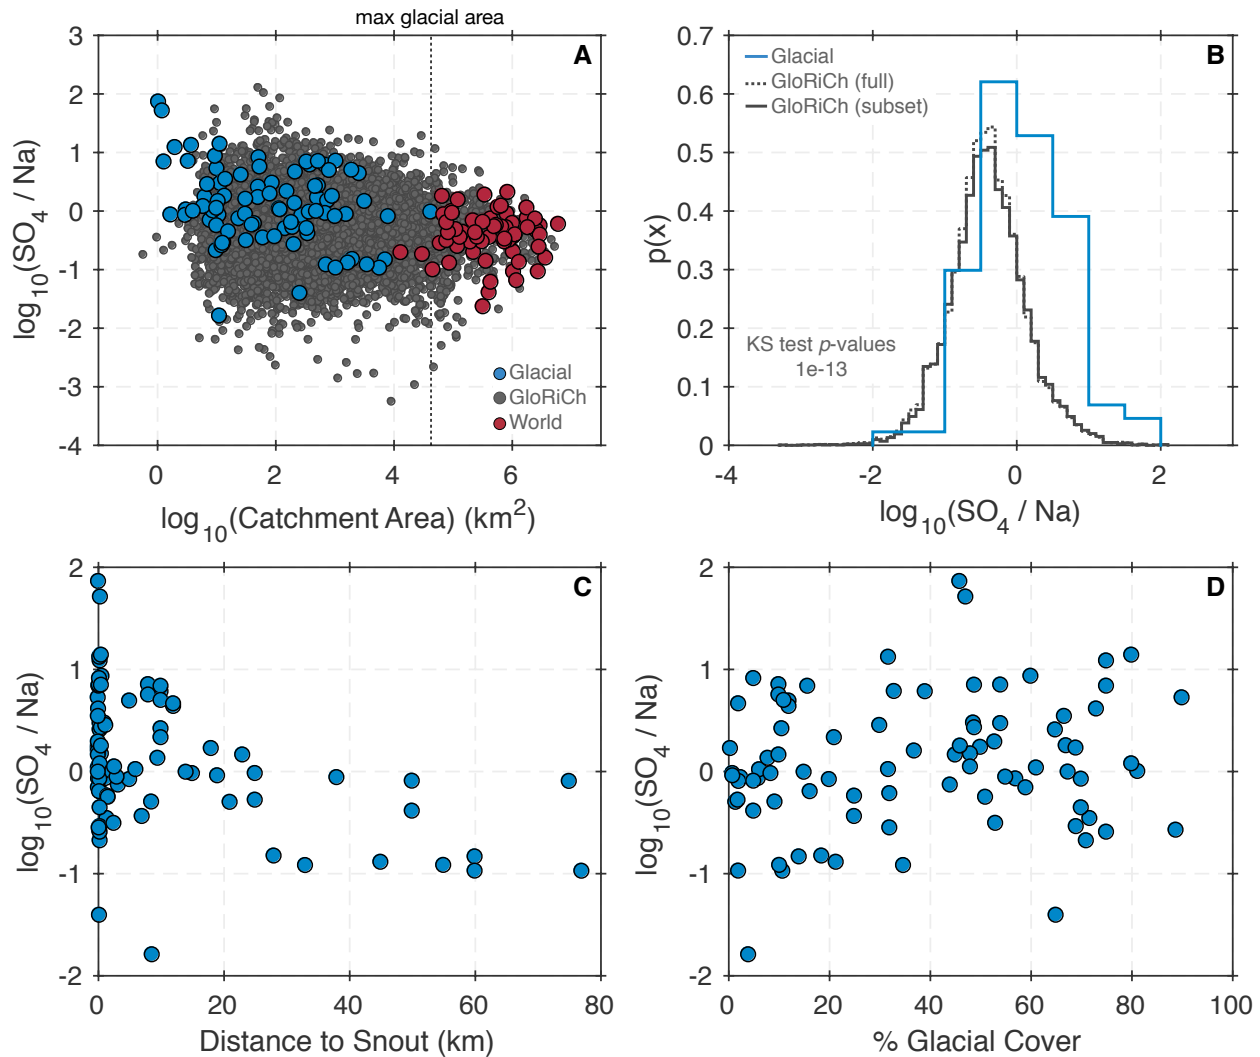 max glacial area
A
3
2
1
0
-1
-2
-3
-4
log10(SO4 / Na)
Glacial
GloRiCh
World
0
2
4
6
log10(Catchment Area) (km2)
B
0.7
0.6
0.5
0.4
0.3
0.2
0.1
0
p(x)
Glacial
GloRiCh (full)
GloRiCh (subset)
KS test p-values
1e-13
-4
-2
0
2
log10(SO4 / Na)
C
2
1
0
-1
-2
log10(SO4 / Na)
0
20
40
60
80
Distance to Snout (km)
D
2
1
0
-1
-2
log10(SO4 / Na)
0
20
40
60
80
100
% Glacial Cover